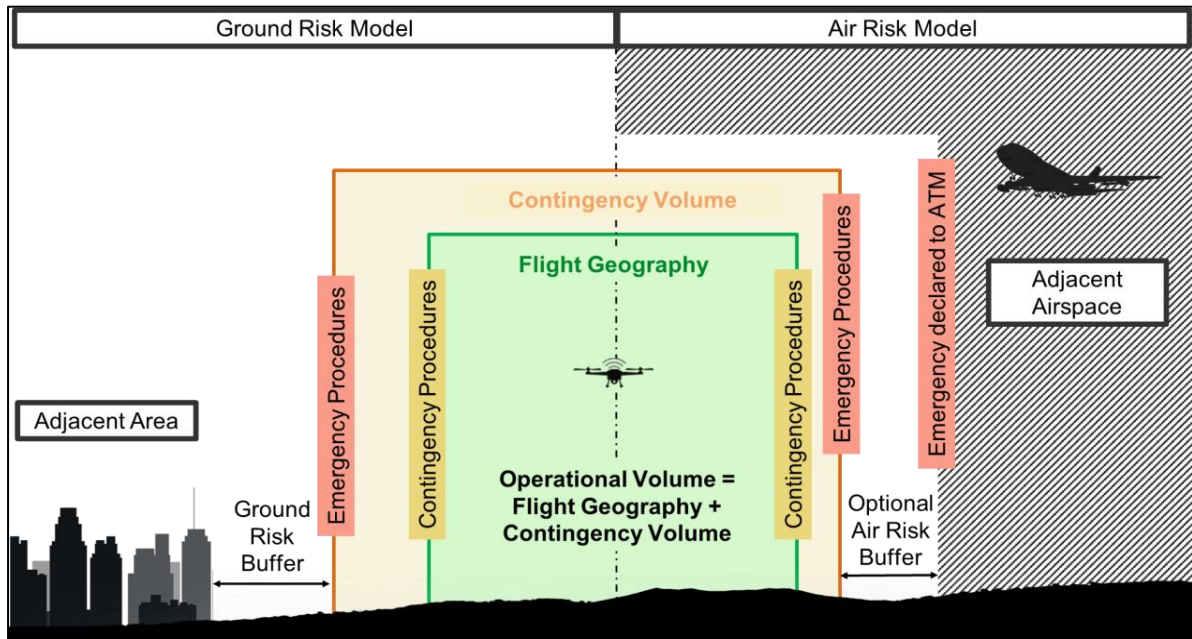 Ground Risk Model
Air Risk Model
Contingency Volume
Flight Geography
Emergency Procedures
Contingency Procedures
Contingency Procedures
Emergency Procedures
Emergency declared to ATM
Adjacent
Airspace
Adjacent Area
Ground
Risk
Buffer
Operational Volume =
Flight Geography +
Contingency Volume
Optional
Air Risk
Buffer